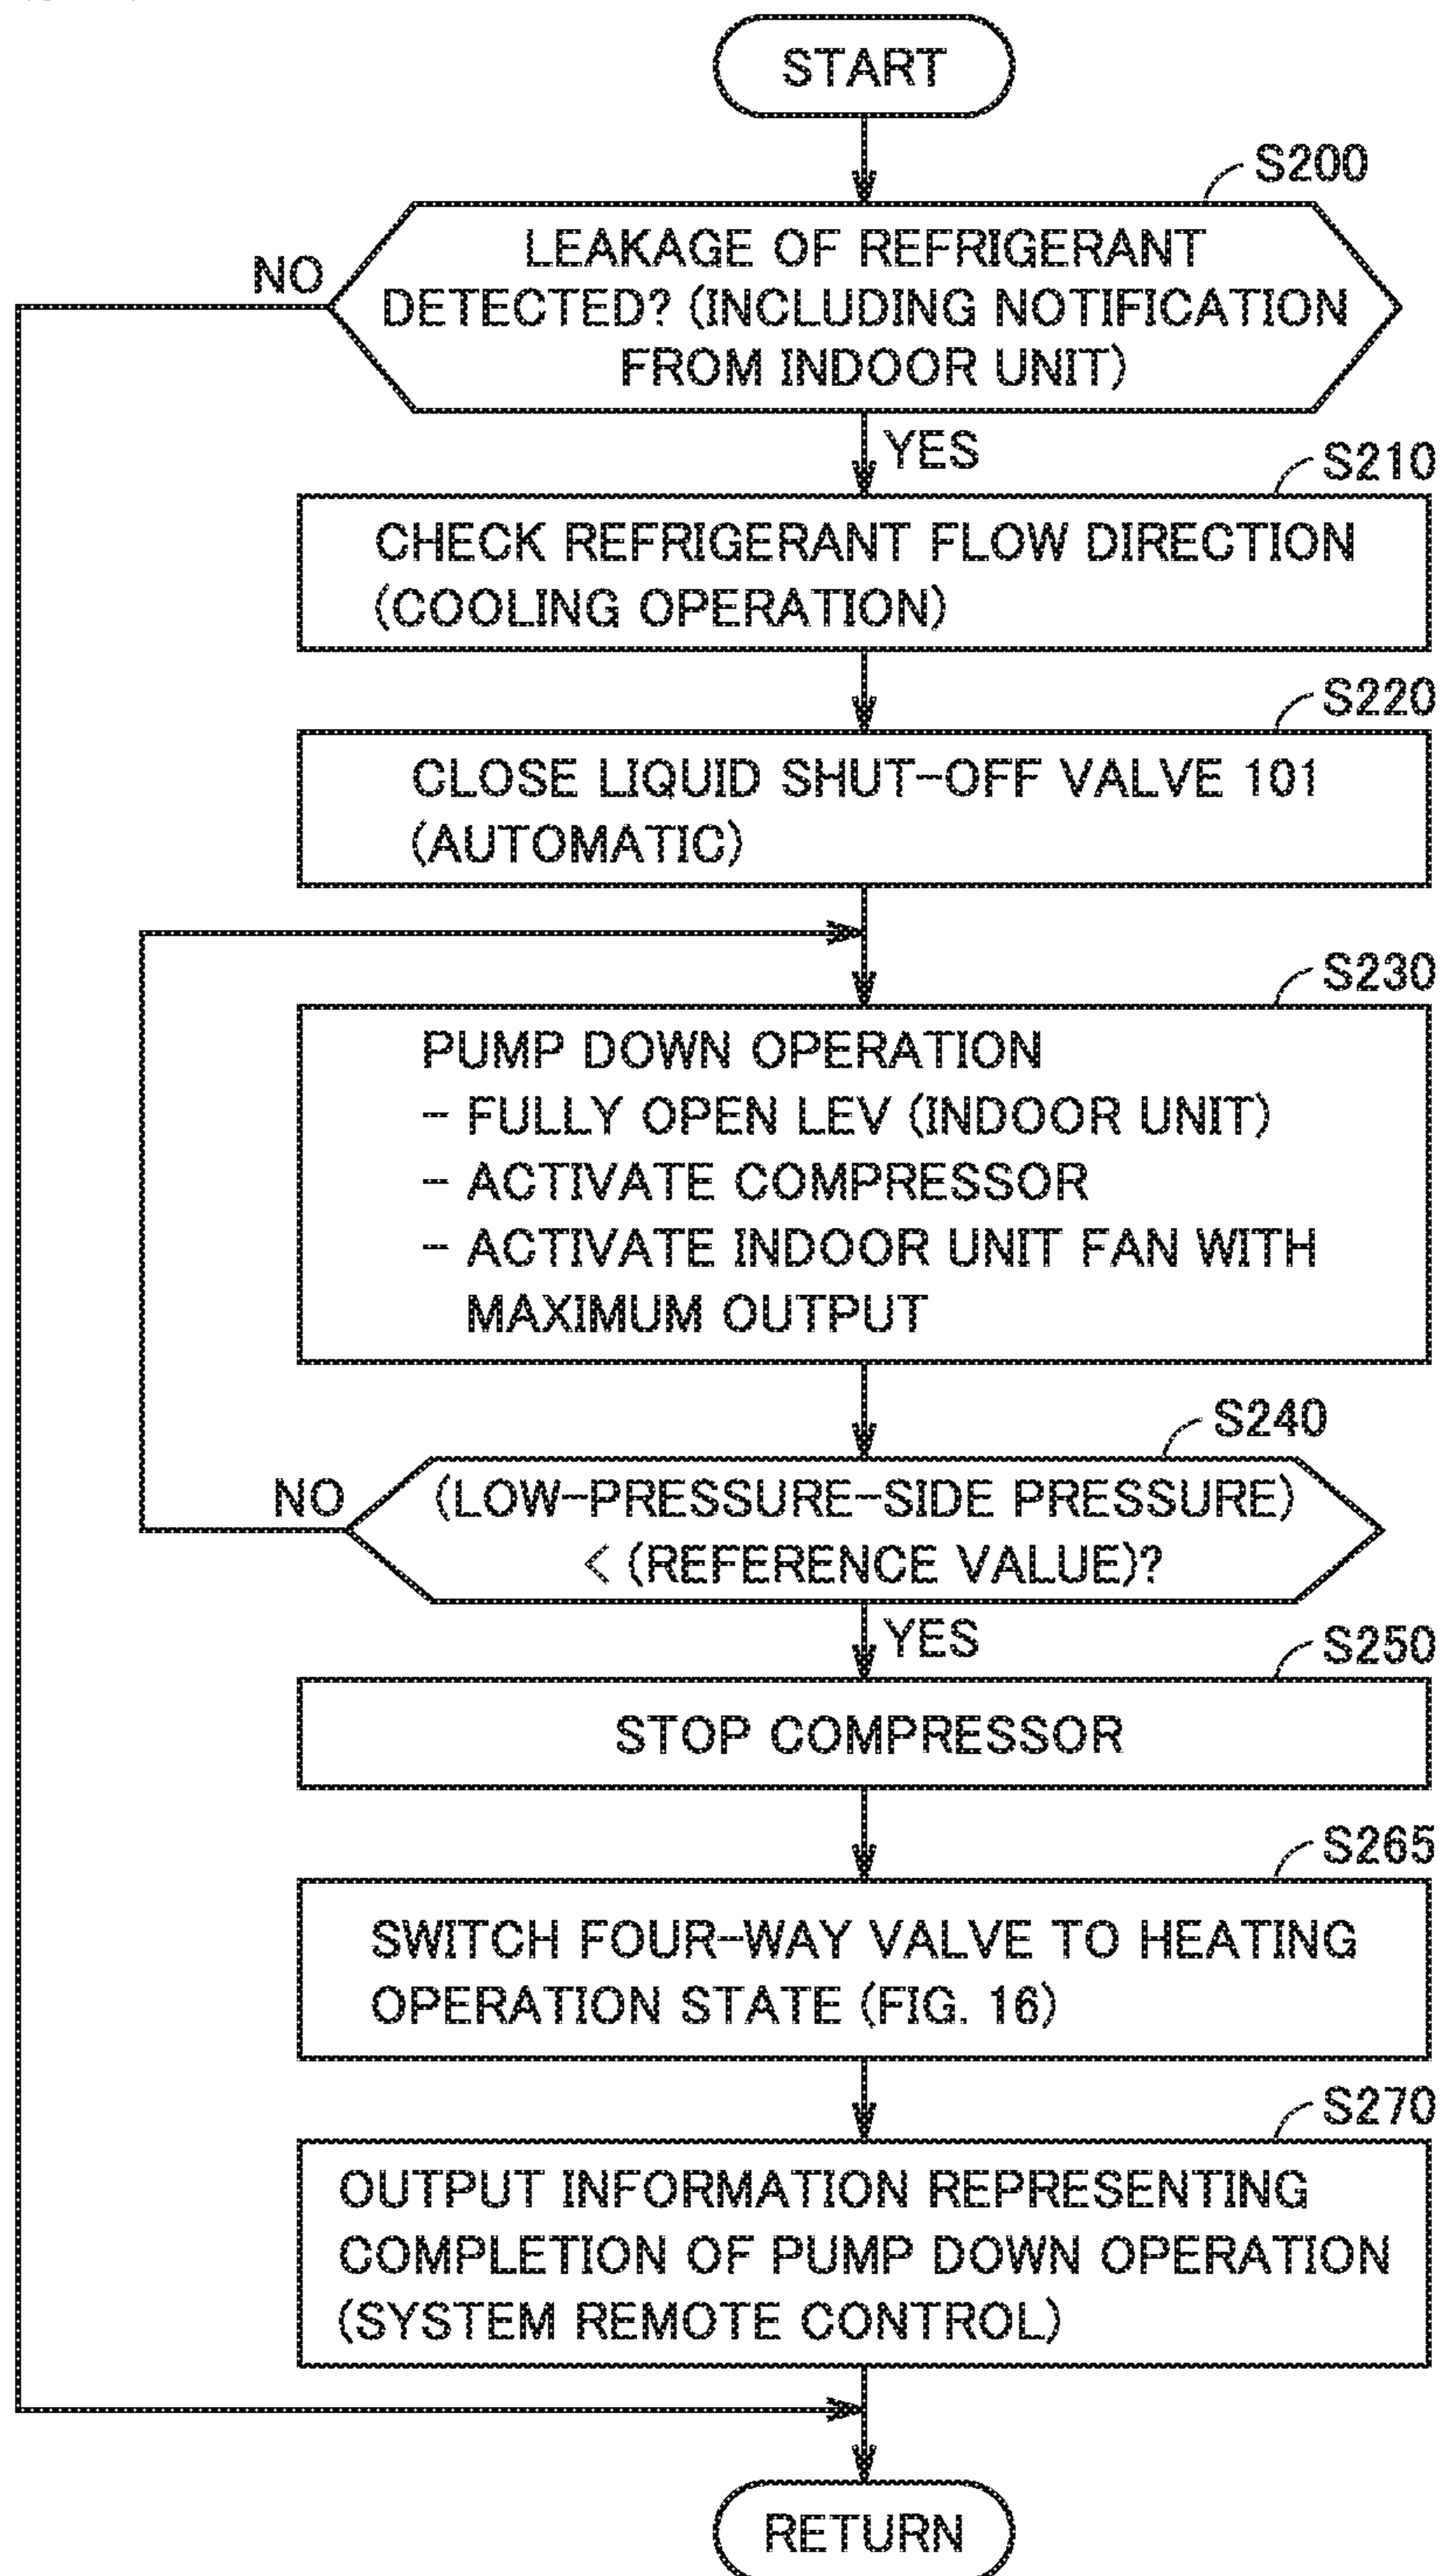 START
S200
LEAKAGE OF REFRIGERANT
DETECTED? (INCLUDING NOTIFICATION
FROM INDOOR UNIT)
NO
YES
S210
CHECK REFRIGERANT FLOW DIRECTION
(COOLING OPERATION)
S220
CLOSE LIQUID SHUT-OFF VALVE 101
(AUTOMATIC)
S230
PUMP DOWN OPERATION
- FULLY OPEN LEV (INDOOR UNIT)
- ACTIVATE COMPRESSOR
- ACTIVATE INDOOR UNIT FAN WITH
MAXIMUM OUTPUT
S240
(LOW-PRESSURE-SIDE PRESSURE)
< (REFERENCE VALUE)?
NO
YES
S250
STOP COMPRESSOR
S265
SWITCH FOUR-WAY VALVE TO HEATING
OPERATION STATE (FIG. 16)
S270
OUTPUT INFORMATION REPRESENTING
COMPLETION OF PUMP DOWN OPERATION
(SYSTEM REMOTE CONTROL)
RETURN